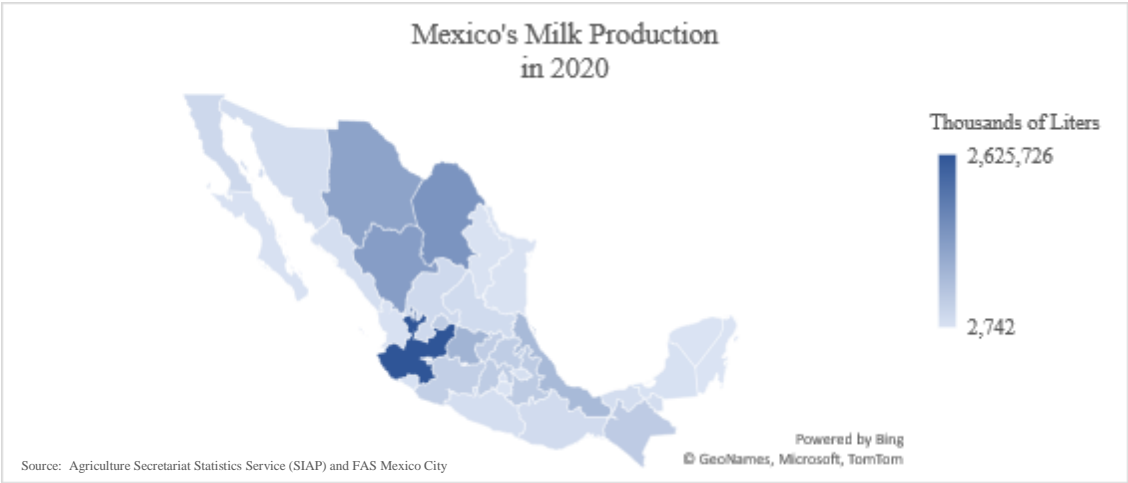 Mexico's Milk Production
in 2020
Thousands of Liters
2,625,726
2,742
Powered by Bing
© GeoNames, Microsoft, TomTom
Source:  Agriculture Secretariat Statistics Service (SIAP) and FAS Mexico City